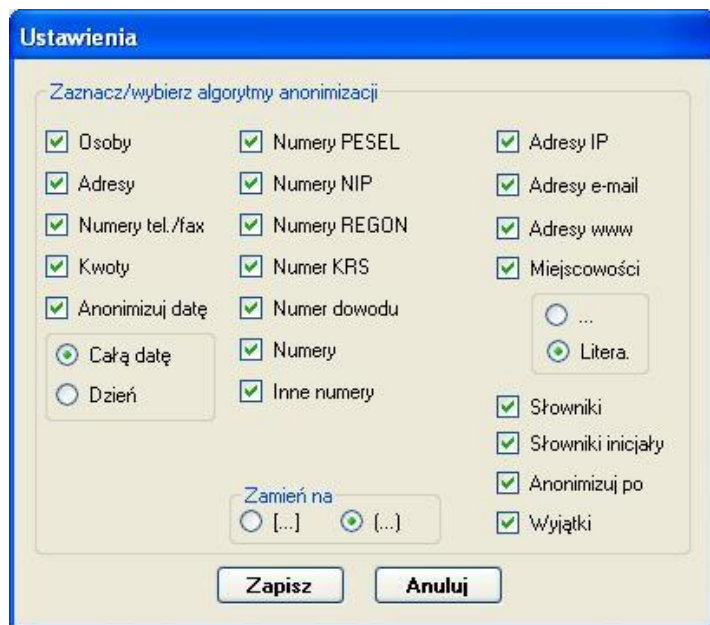 Ustawienia
Zaznacz/wybierz algorytmy anonimizacji
Osoby
Adresy
Numery tel./fax
Kwoty
Anonimizuj datę
Całą datę
Dzień
Numery PESEL
Numery NIP
Numery REGON
Numer KRS
Numer dowodu
Numery
Inne numery
Adresy IP
Adresy e-mail
Adresy www
Miejscowości
...
Litera.
Słowniki
Słowniki inicjały
Anonimizuj po
Wyjątki
Zamień na
[...] (...)
Zapisz Anuluj